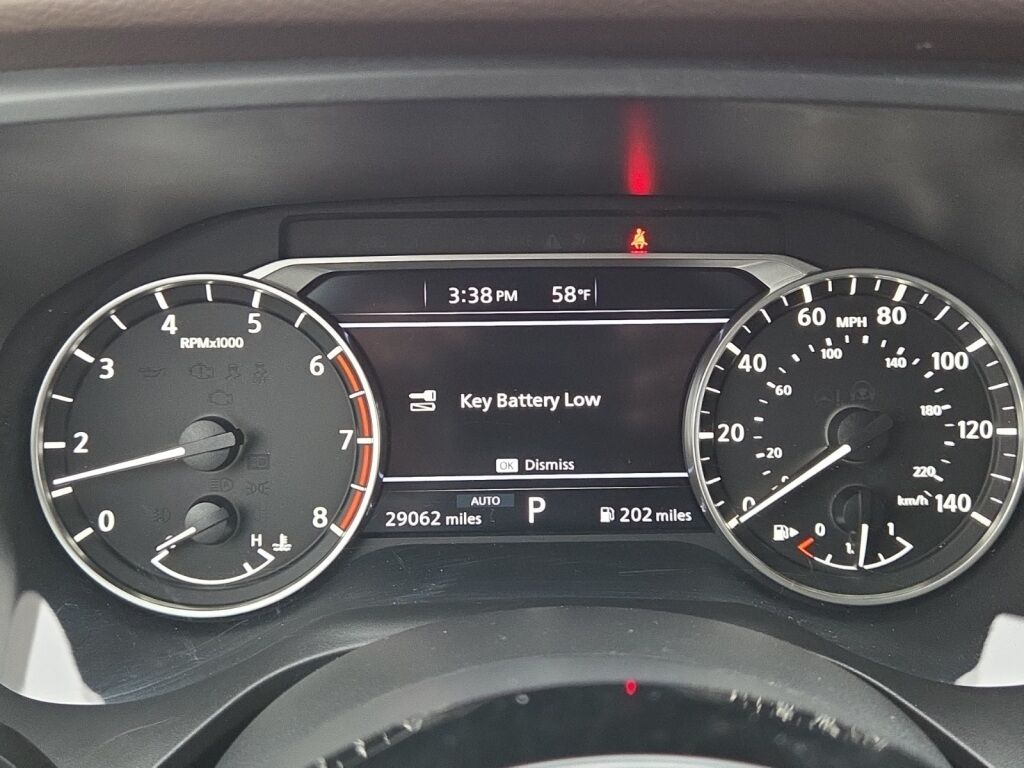 3:38 PM 58°F
Key Battery Low
OK Dismiss
AUTO
29062 miles P 202 miles
RPMx1000
0 2 3 4 5 6 7 8
H
MPH
0 20 40 60 80 100 120 140
20 60 100 140 180 220
km/h
0 1